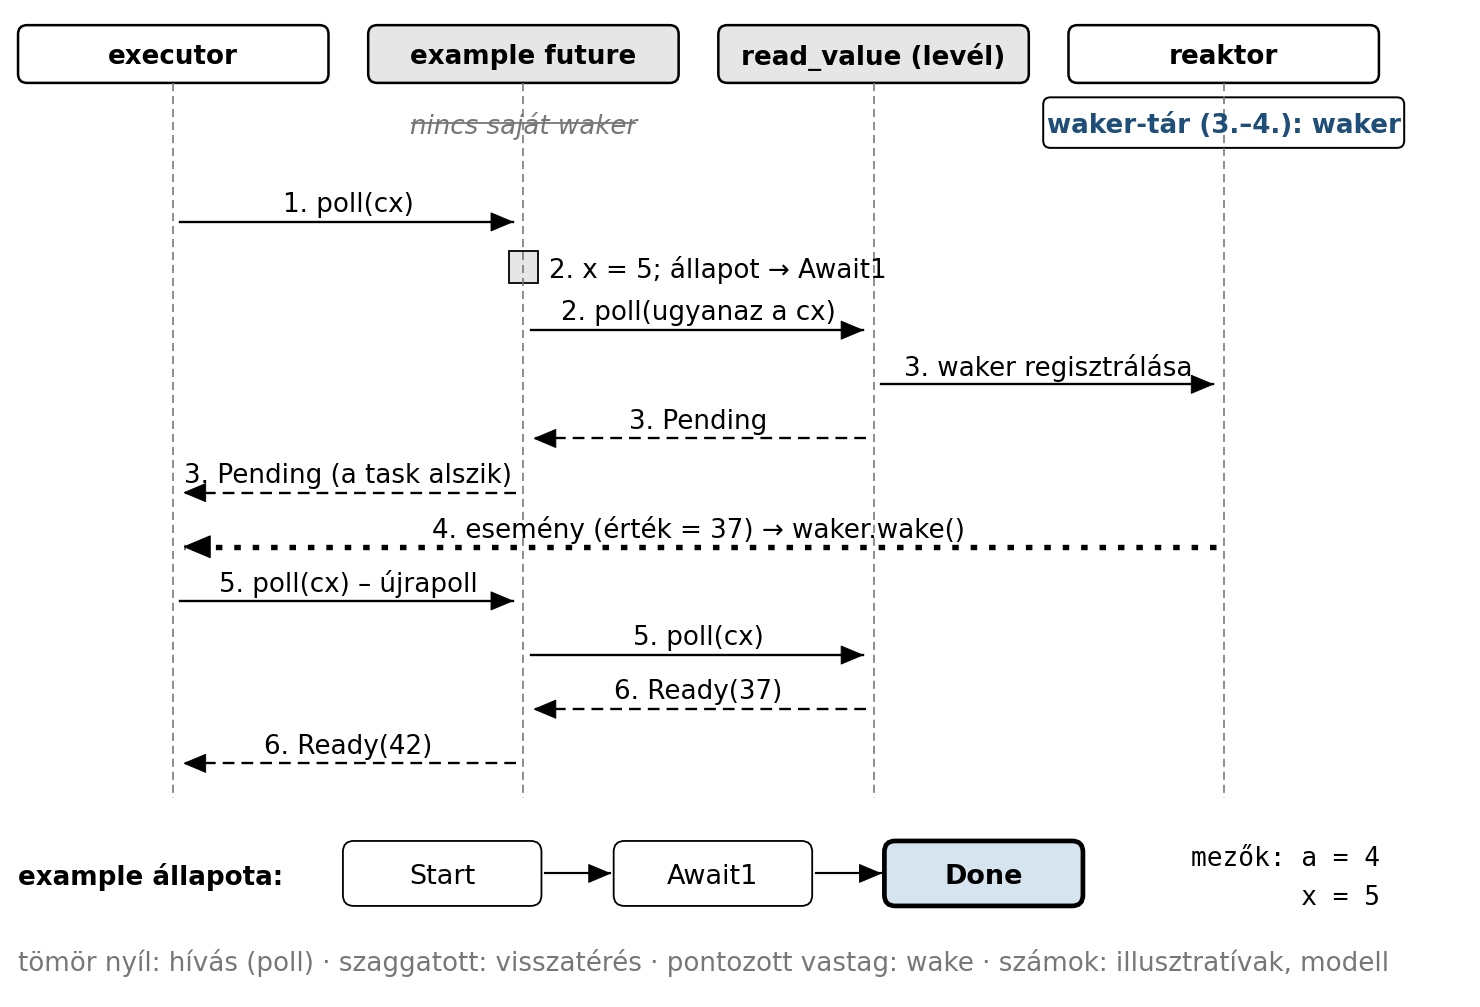 executor
example future
read_value (levél)
reaktor
nincs saját waker
waker-tár (3.–4.): waker
1. poll(cx)
2. x = 5; állapot → Await1
2. poll(ugyanaz a cx)
3. waker regisztrálása
3. Pending
3. Pending (a task alszik)
4. esemény (érték = 37) → waker.wake()
5. poll(cx) – újrapoll
5. poll(cx)
6. Ready(37)
6. Ready(42)
example állapota:
Start
Await1
Done
mezők: a = 4
x = 5
tömör nyíl: hívás (poll) · szaggatott: visszatérés · pontozott vastag: wake · számok: illusztratívak, modell